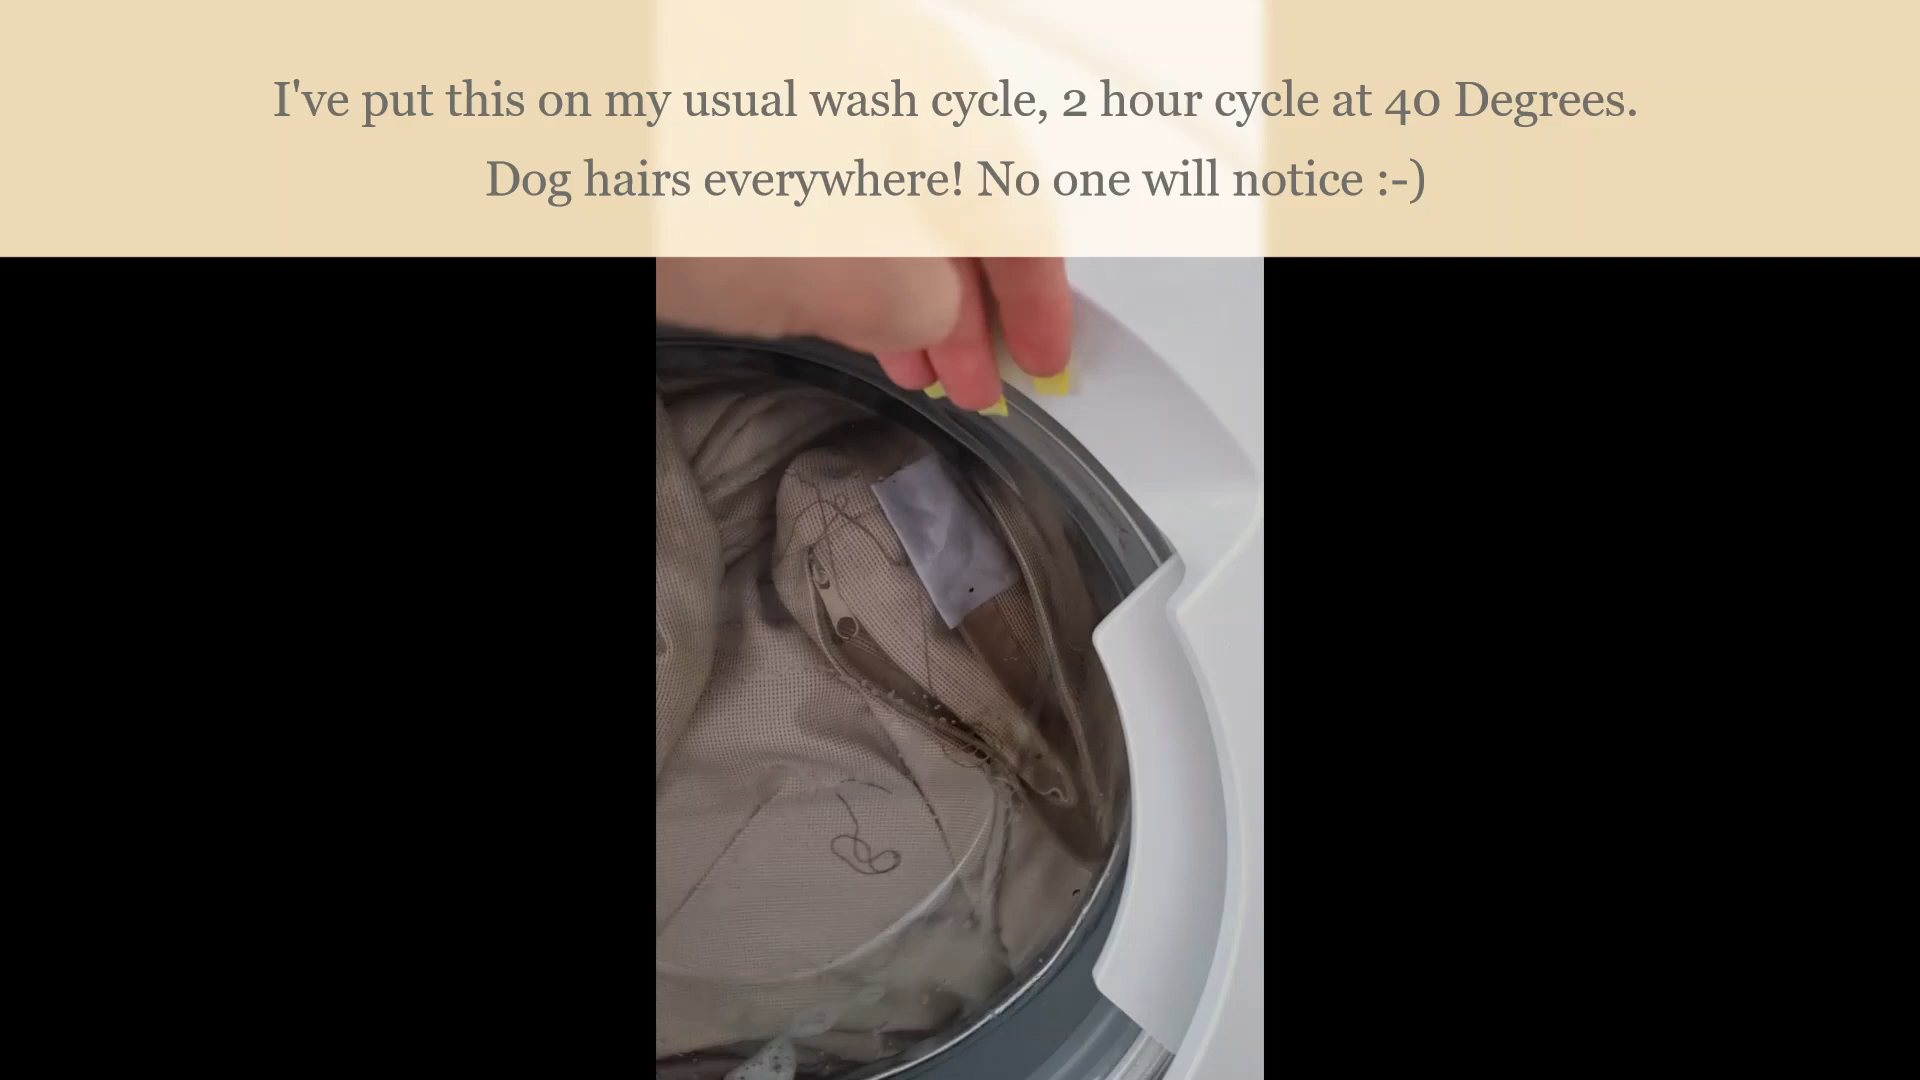 I've put this on my usual wash cycle, 2 hour cycle at 40 Degrees.
Dog hairs everywhere! No one will notice :-)